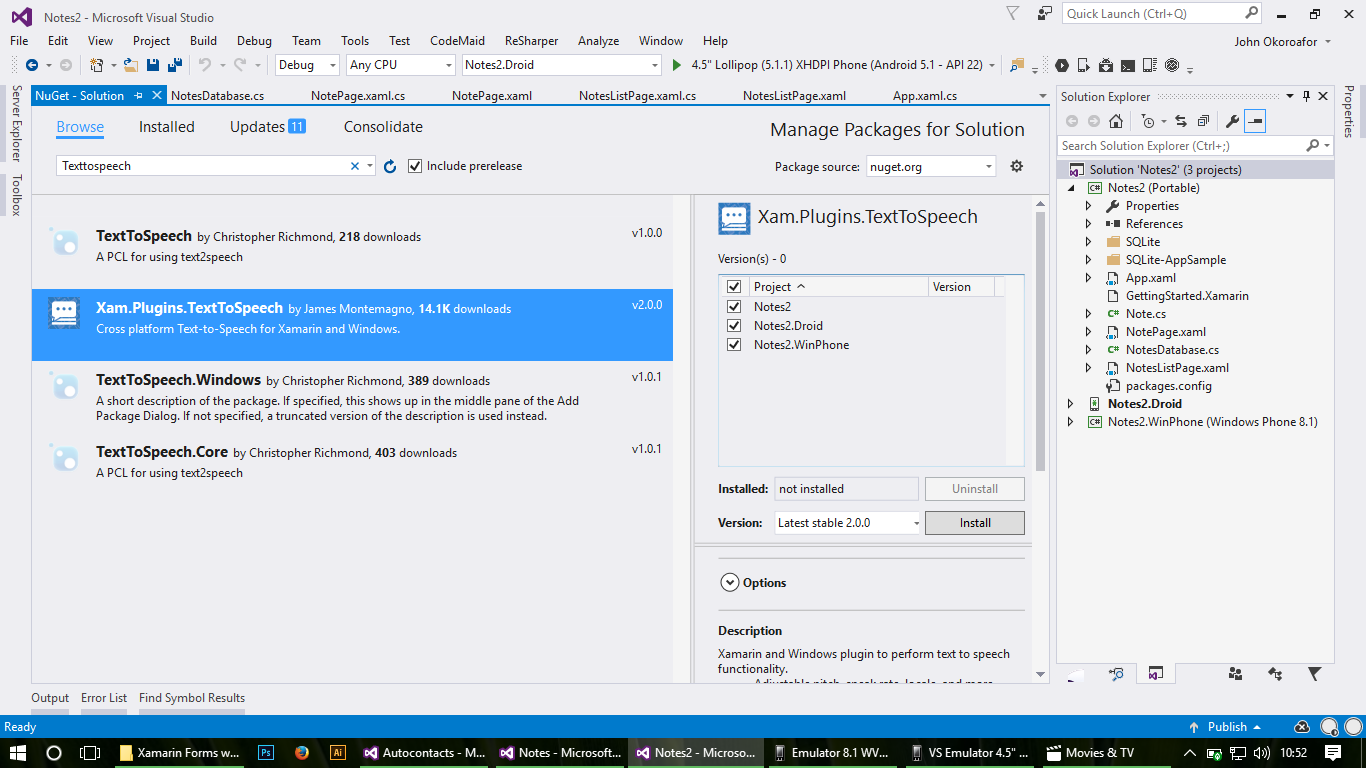 Notes2 - Microsoft Visual Studio
Quick Launch (Ctrl+Q)
File Edit View Project Build Debug Team Tools Test CodeMaid ReSharper Analyze Window Help
John Okoroafor
Debug Any CPU Notes2.Droid 4.5" Lollipop (5.1.1) XHDPI Phone (Android 5.1 - API 22)
Server Explorer
Toolbox
NuGet - Solution NotesDatabase.cs NotePage.xaml.cs NotePage.xaml NotesListPage.xaml.cs NotesListPage.xaml App.xaml.cs
Browse Installed Updates 11 Consolidate
Manage Packages for Solution
Texttospeech
Include prerelease
Package source: nuget.org
TextToSpeech by Christopher Richmond, 218 downloads v1.0.0
A PCL for using text2speech
Xam.Plugins.TextToSpeech by James Montemagno, 14.1K downloads v2.0.0
Cross platform Text-to-Speech for Xamarin and Windows.
TextToSpeech.Windows by Christopher Richmond, 389 downloads v1.0.1
A short description of the package. If specified, this shows up in the middle pane of the Add
Package Dialog. If not specified, a truncated version of the description is used instead.
TextToSpeech.Core by Christopher Richmond, 403 downloads v1.0.1
A PCL for using text2speech
Xam.Plugins.TextToSpeech
Version(s) - 0
Project Version
Notes2
Notes2.Droid
Notes2.WinPhone
Installed: not installed Uninstall
Version: Latest stable 2.0.0 Install
Options
Description
Xamarin and Windows plugin to perform text to speech
functionality.
Adjustable pitch, speak rate, locale, and more
Solution Explorer
Search Solution Explorer (Ctrl+;)
Solution 'Notes2' (3 projects)
C# Notes2 (Portable)
Properties
References
SQLite
SQLite-AppSample
App.xaml
GettingStarted.Xamarin
C# Note.cs
NotePage.xaml
C# NotesDatabase.cs
NotesListPage.xaml
packages.config
Notes2.Droid
C# Notes2.WinPhone (Windows Phone 8.1)
Properties
Output Error List Find Symbol Results
Ready
Publish
Xamarin Forms w... Ps Ai Autocontacts - M... Notes - Microsoft... Notes2 - Microso... Emulator 8.1 WV... VS Emulator 4.5" ... Movies & TV 10:52